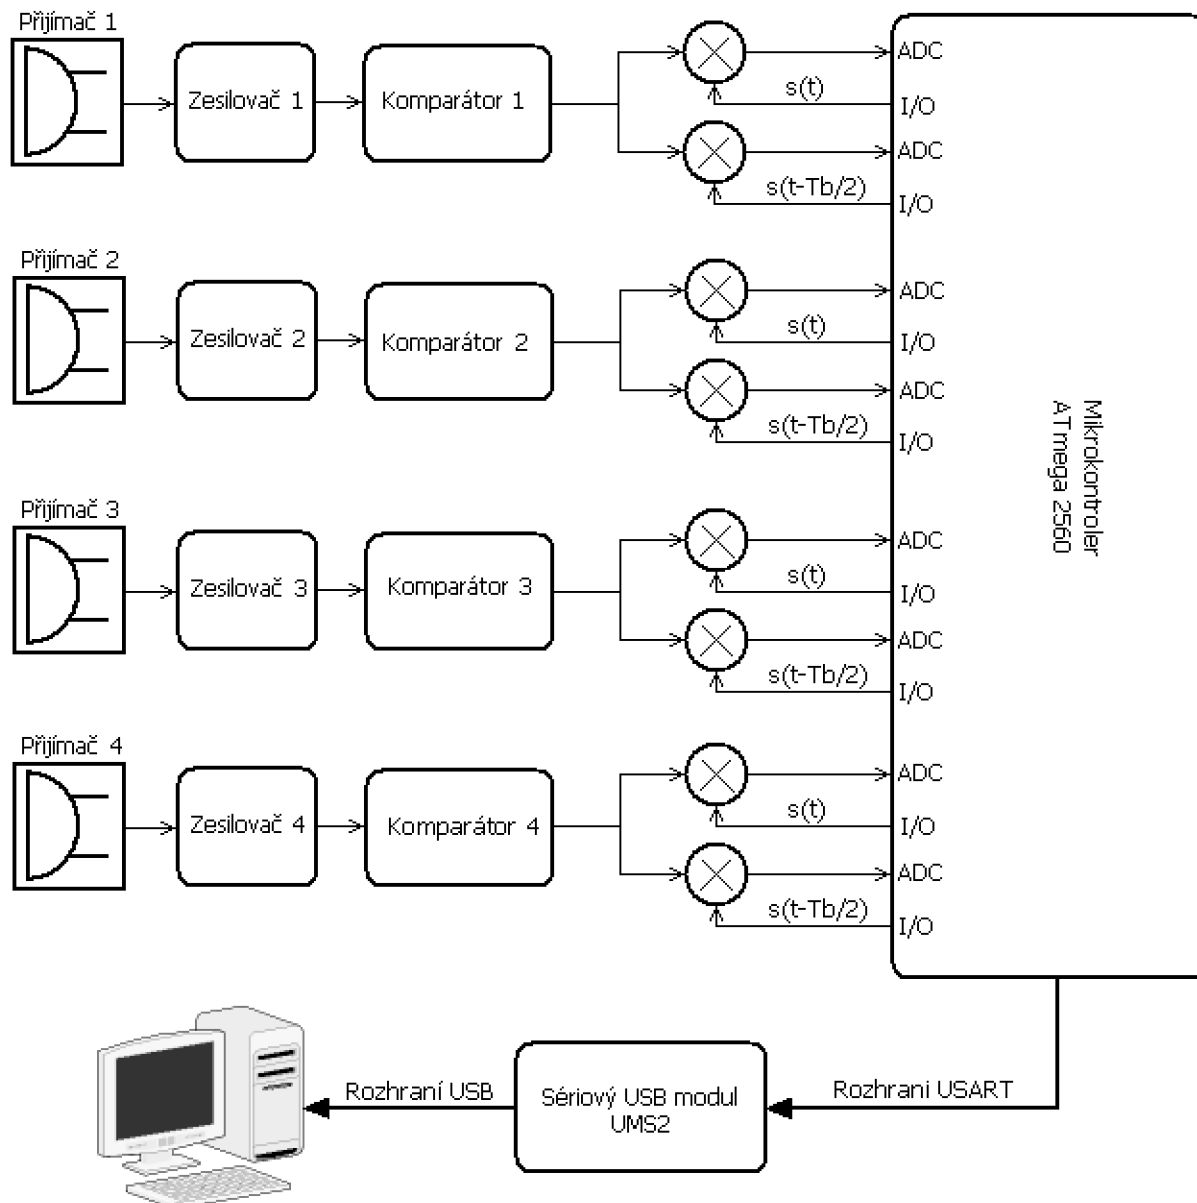 Přijímač 1
Zesilovač 1
Komparátor 1
s(t)
s(t-Tb/2)
ADC
I/O
ADC
I/O
Přijímač 2
Zesilovač 2
Komparátor 2
s(t)
s(t-Tb/2)
ADC
I/O
ADC
I/O
Mikrokontroler
ATmega 2560
Přijímač 3
Zesilovač 3
Komparátor 3
s(t)
s(t-Tb/2)
ADC
I/O
ADC
I/O
Přijímač 4
Zesilovač 4
Komparátor 4
s(t)
s(t-Tb/2)
ADC
I/O
ADC
I/O
Rozhraní USB
Sériový USB modul
UMS2
Rozhrani USART